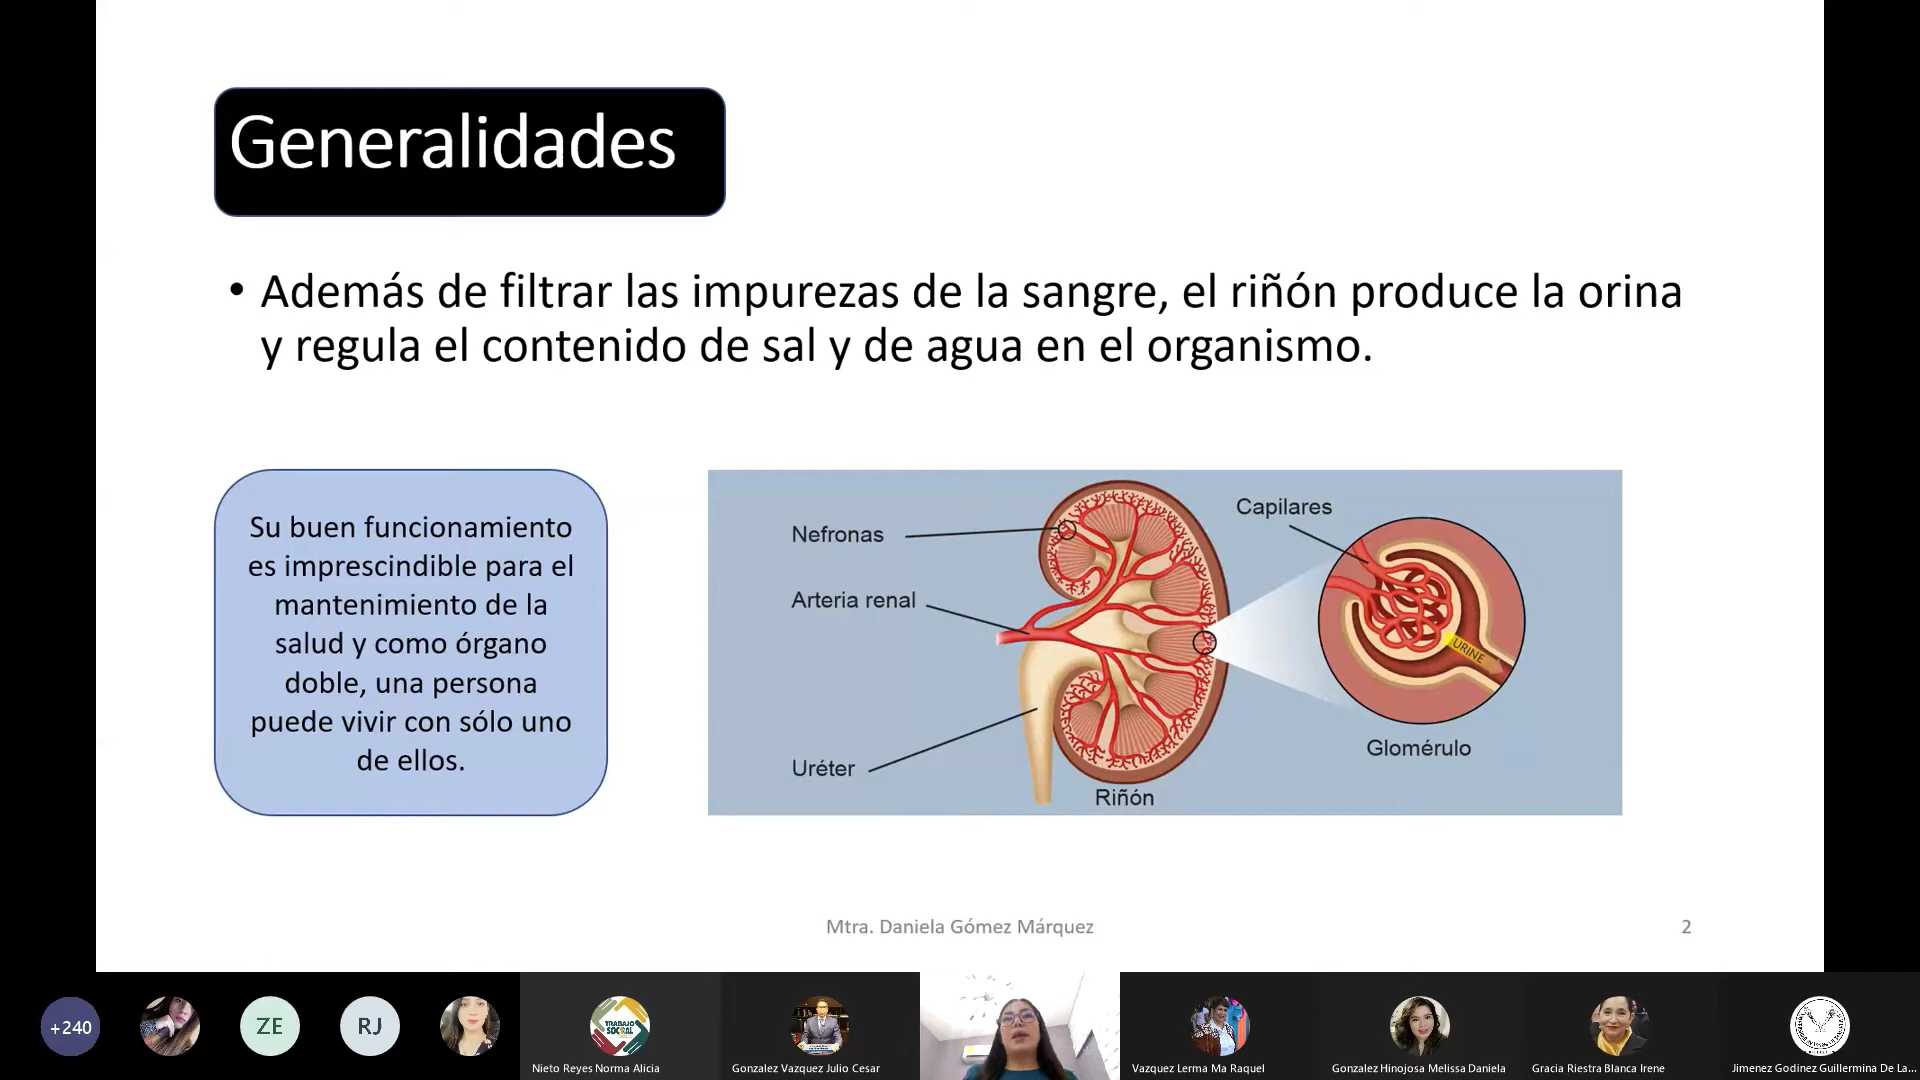 Generalidades
• Además de filtrar las impurezas de la sangre, el riñón produce la orina
y regula el contenido de sal y de agua en el organismo.
Su buen funcionamiento
es imprescindible para el
mantenimiento de la
salud y como órgano
doble, una persona
puede vivir con sólo uno
de ellos.
Nefronas
Arteria renal
Uréter
Riñón
Capilares
URINE
Glomérulo
Mtra. Daniela Gómez Márquez
2
+240
ZE
RJ
TRABAJO
SOCIAL
Nieto Reyes Norma Alicia
Gonzalez Vazquez Julio Cesar
Vazquez Lerma Ma Raquel
Gonzalez Hinojosa Melissa Daniela
Gracia Riestra Blanca Irene
Jimenez Godinez Guillermina De La...